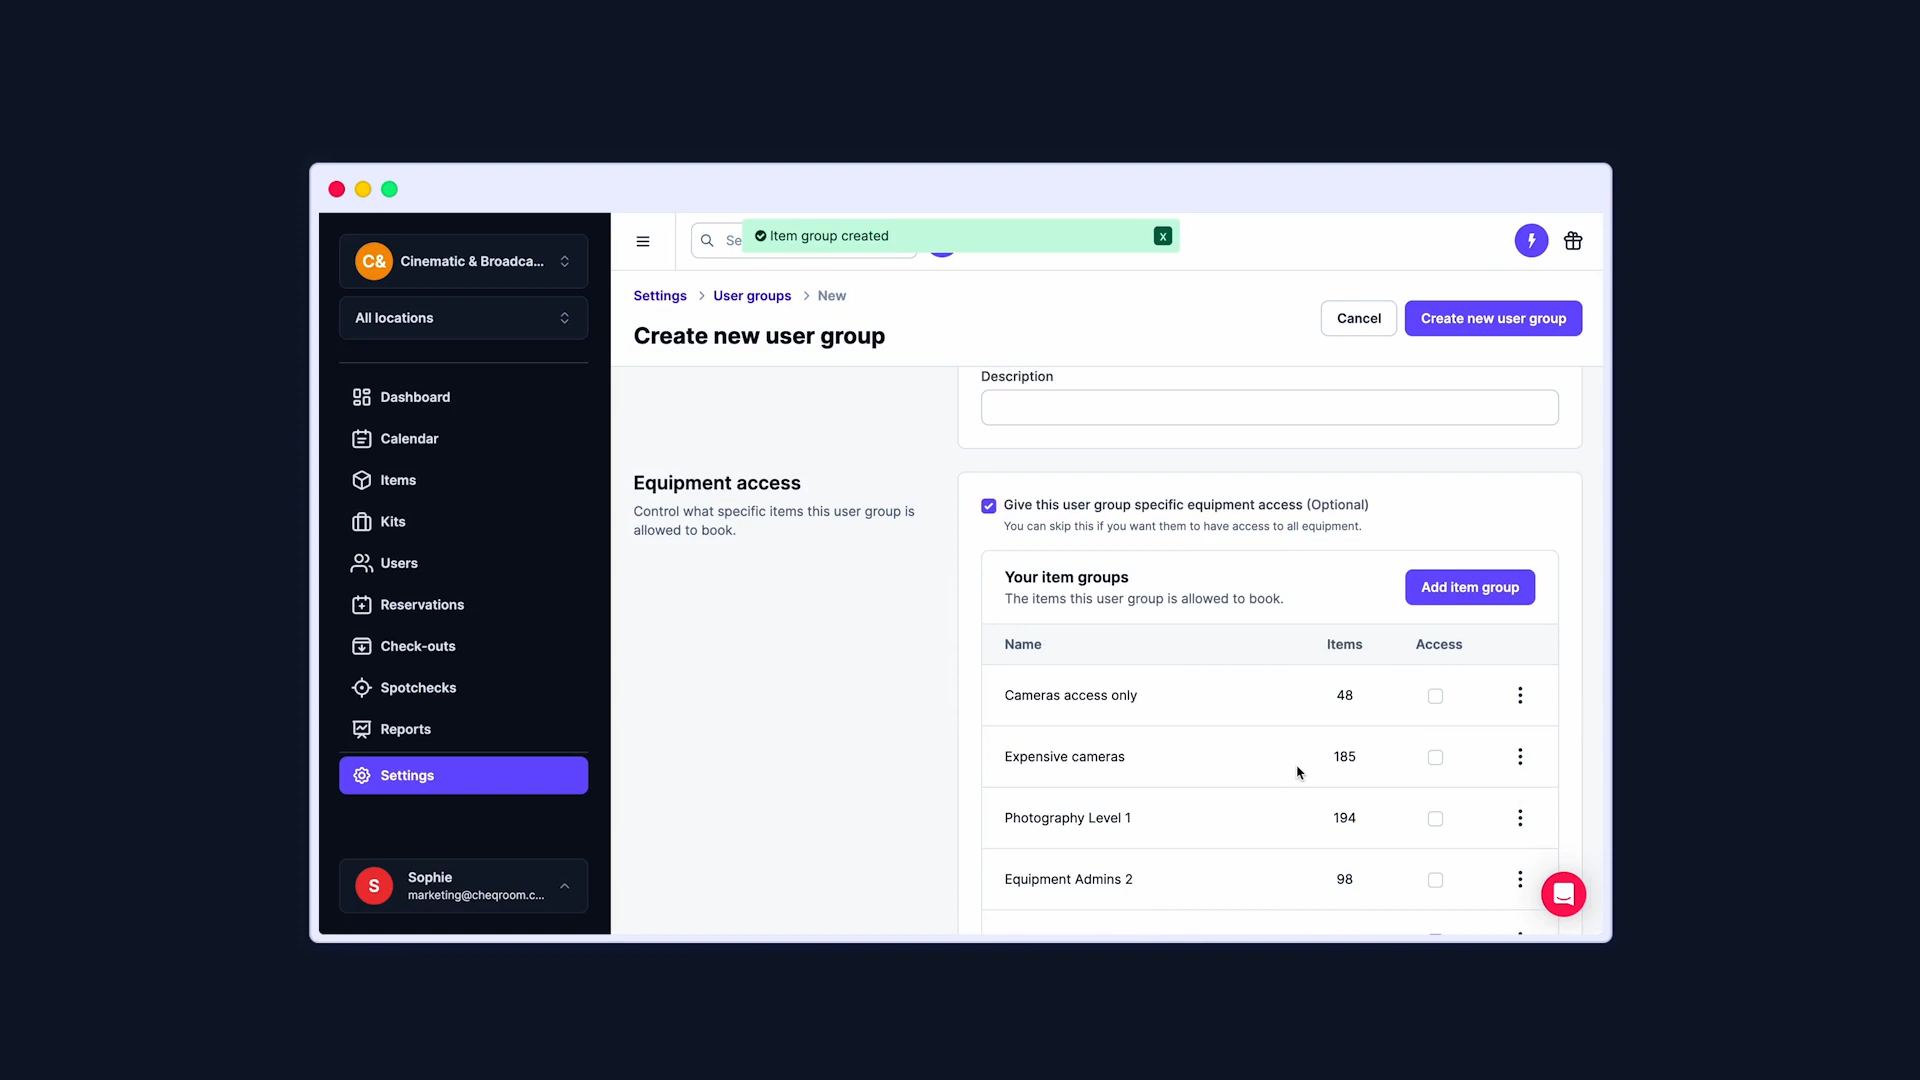 C& Cinematic & Broadca...
All locations
Dashboard
Calendar
Items
Kits
Users
Reservations
Check-outs
Spotchecks
Reports
Settings
S Sophie
marketing@cheqroom.c...
Se
Item group created
x
Settings > User groups > New
Create new user group
Cancel
Create new user group
Description
Equipment access
Control what specific items this user group is
allowed to book.
Give this user group specific equipment access (Optional)
You can skip this if you want them to have access to all equipment.
Your item groups
The items this user group is allowed to book.
Add item group
Name Items Access
Cameras access only 48
Expensive cameras 185
Photography Level 1 194
Equipment Admins 2 98